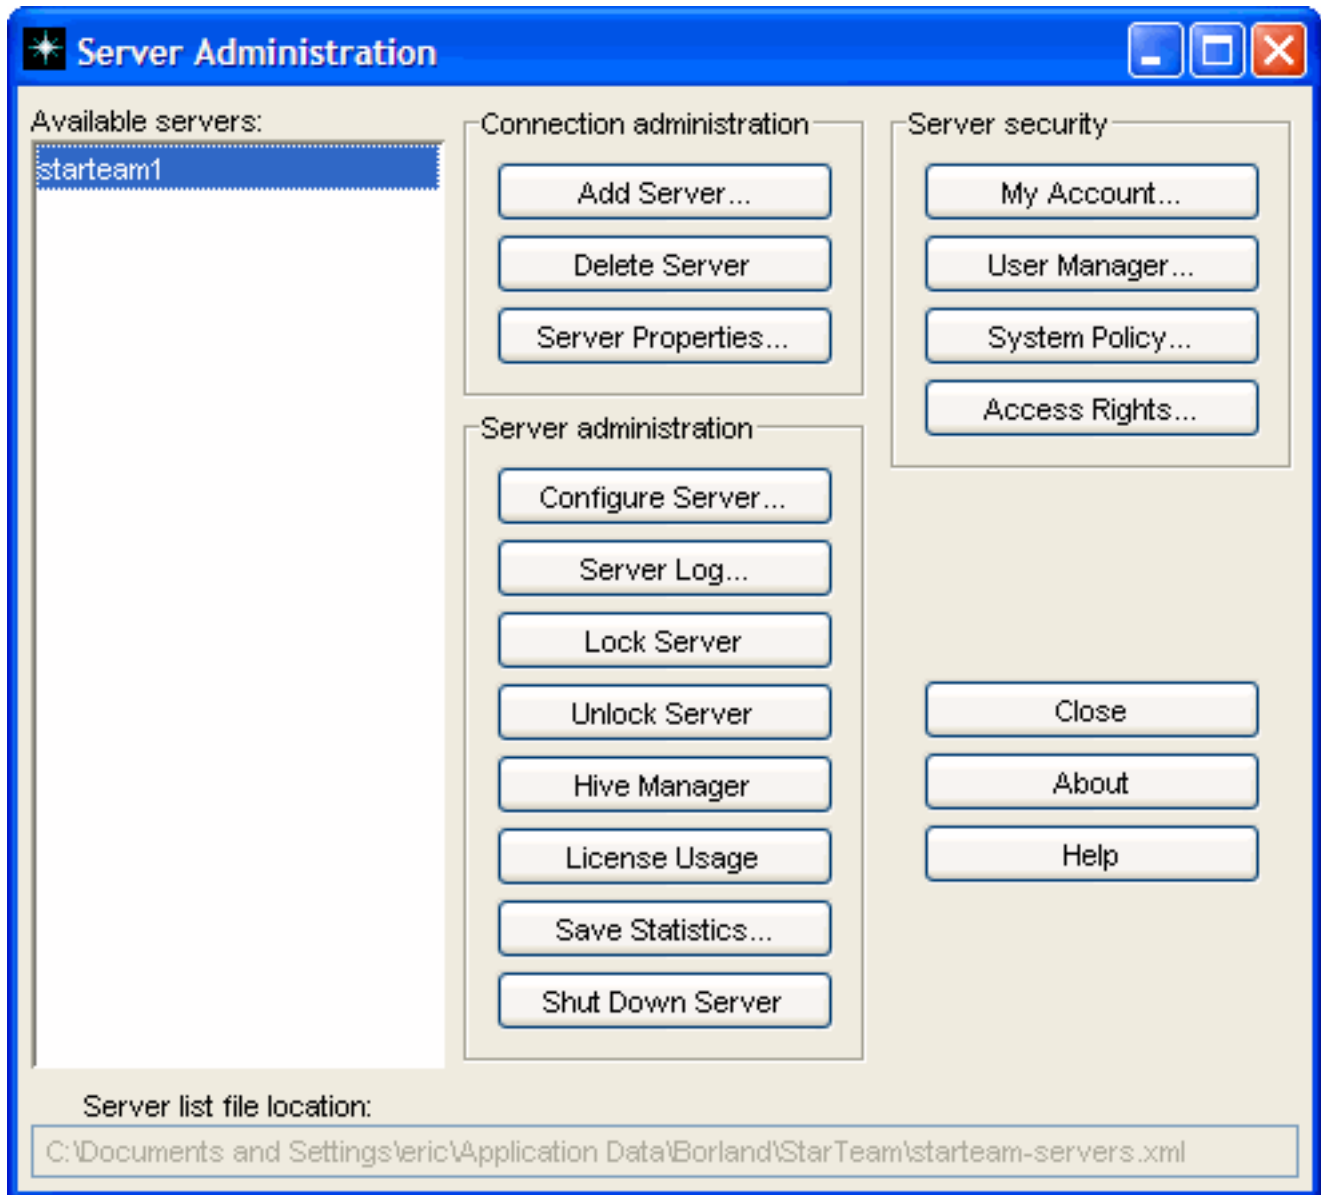 Server Administration
Available servers:
starteam1
Connection administration
Add Server...
Delete Server
Server Properties...
Server administration
Configure Server...
Server Log...
Lock Server
Unlock Server
Hive Manager
License Usage
Save Statistics...
Shut Down Server
Server security
My Account...
User Manager...
System Policy...
Access Rights...
Close
About
Help
Server list file location:
C:\Documents and Settings\eric\Application Data\Borland\StarTeam\starteam-servers.xml